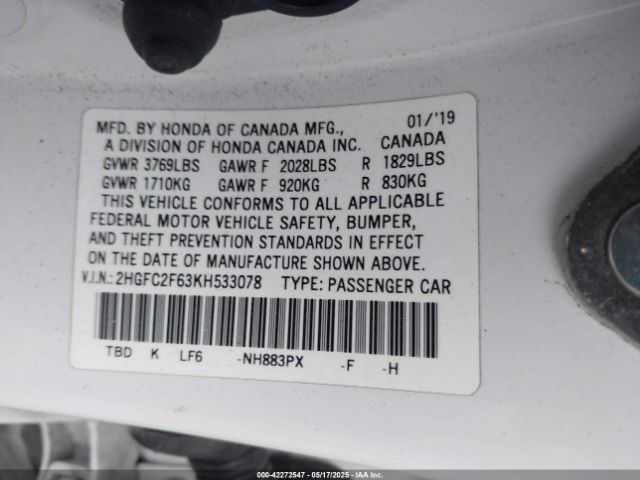 MFD. BY HONDA OF CANADA MFG., 01/'19
A DIVISION OF HONDA CANADA INC. CANADA
GVWR 3769LBS GAWR F 2028LBS R 1829LBS
GVWR 1710KG GAWR F 920KG R 830KG
THIS VEHICLE CONFORMS TO ALL APPLICABLE
FEDERAL MOTOR VEHICLE SAFETY, BUMPER,
AND THEFT PREVENTION STANDARDS IN EFFECT
ON THE DATE OF MANUFACTURE SHOWN ABOVE.
V.I.N.: 2HGFC2F63KH533078 TYPE: PASSENGER CAR
TBD K LF6 -NH883PX -F -H
© 42272547 - 05/17/2025 - IAA Inc. All Rights Reserved